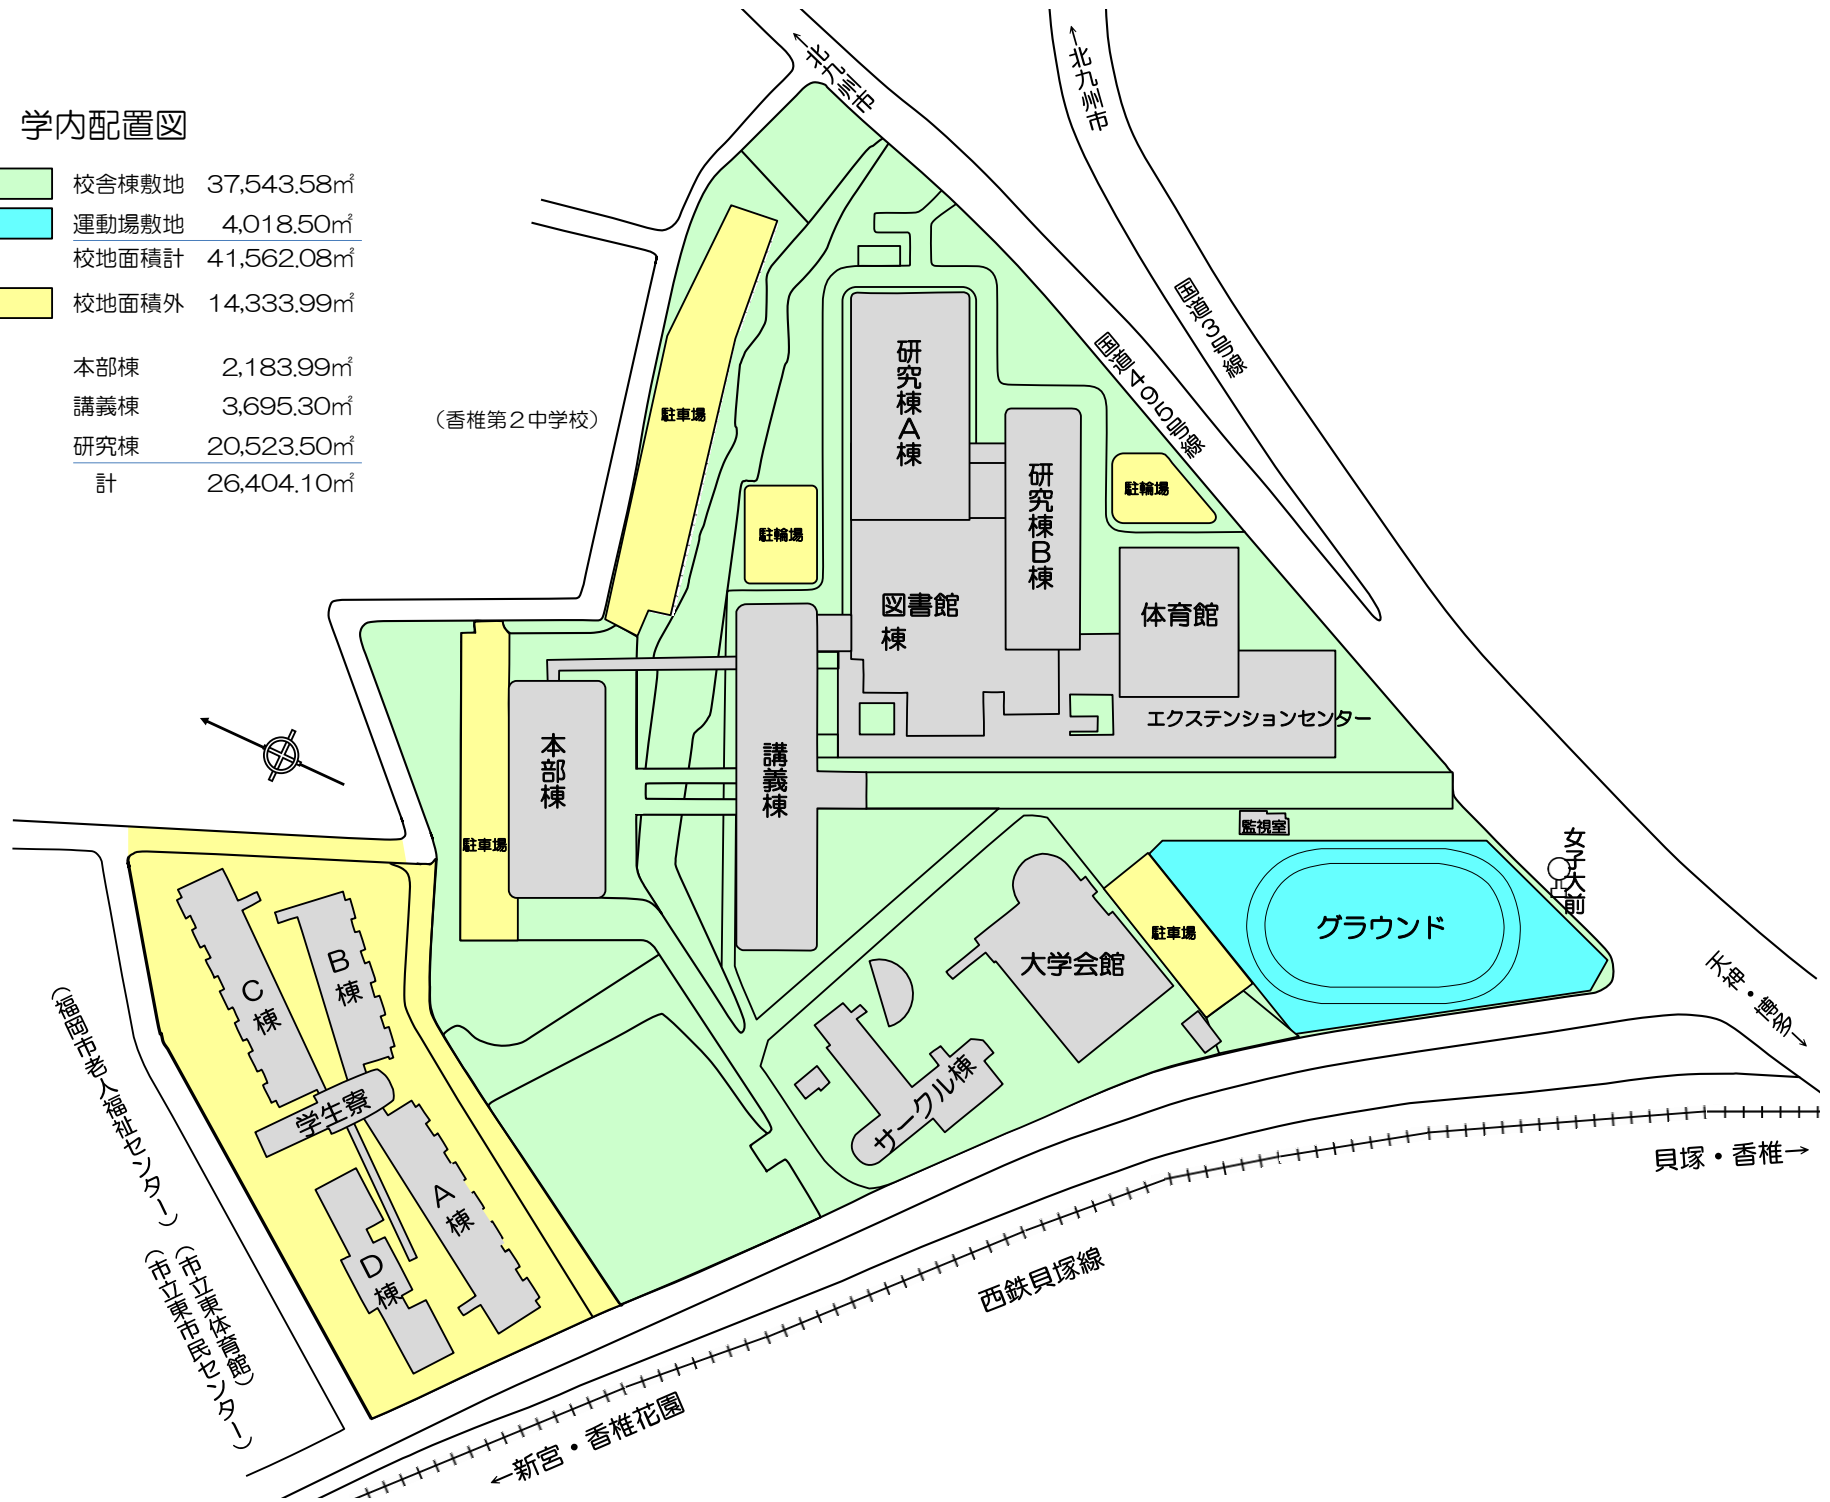 学内配置図
校舎棟敷地 37,543.58㎡
運動場敷地 4,018.50㎡
校地面積計 41,562.08㎡
校地面積外 14,333.99㎡
本部棟 2,183.99㎡
講義棟 3,695.30㎡
研究棟 20,523.50㎡
計 26,404.10㎡
←北九州市
←北九州市
国道3号線
国道495号線
(香椎第2中学校)
駐車場
研究棟A棟
研究棟B棟
駐輪場
駐輪場
図書館
棟
体育館
エクステンションセンター
本部棟
講義棟
駐車場
監視室
女子大前
グラウンド
駐車場
大学会館
サークル棟
天神・博多→
C棟
B棟
学生寮
A棟
D棟
(福岡市老人福祉センター)
(市立東体育館)
(市立東市民センター)
貝塚・香椎→
西鉄貝塚線
←新宮・香椎花園